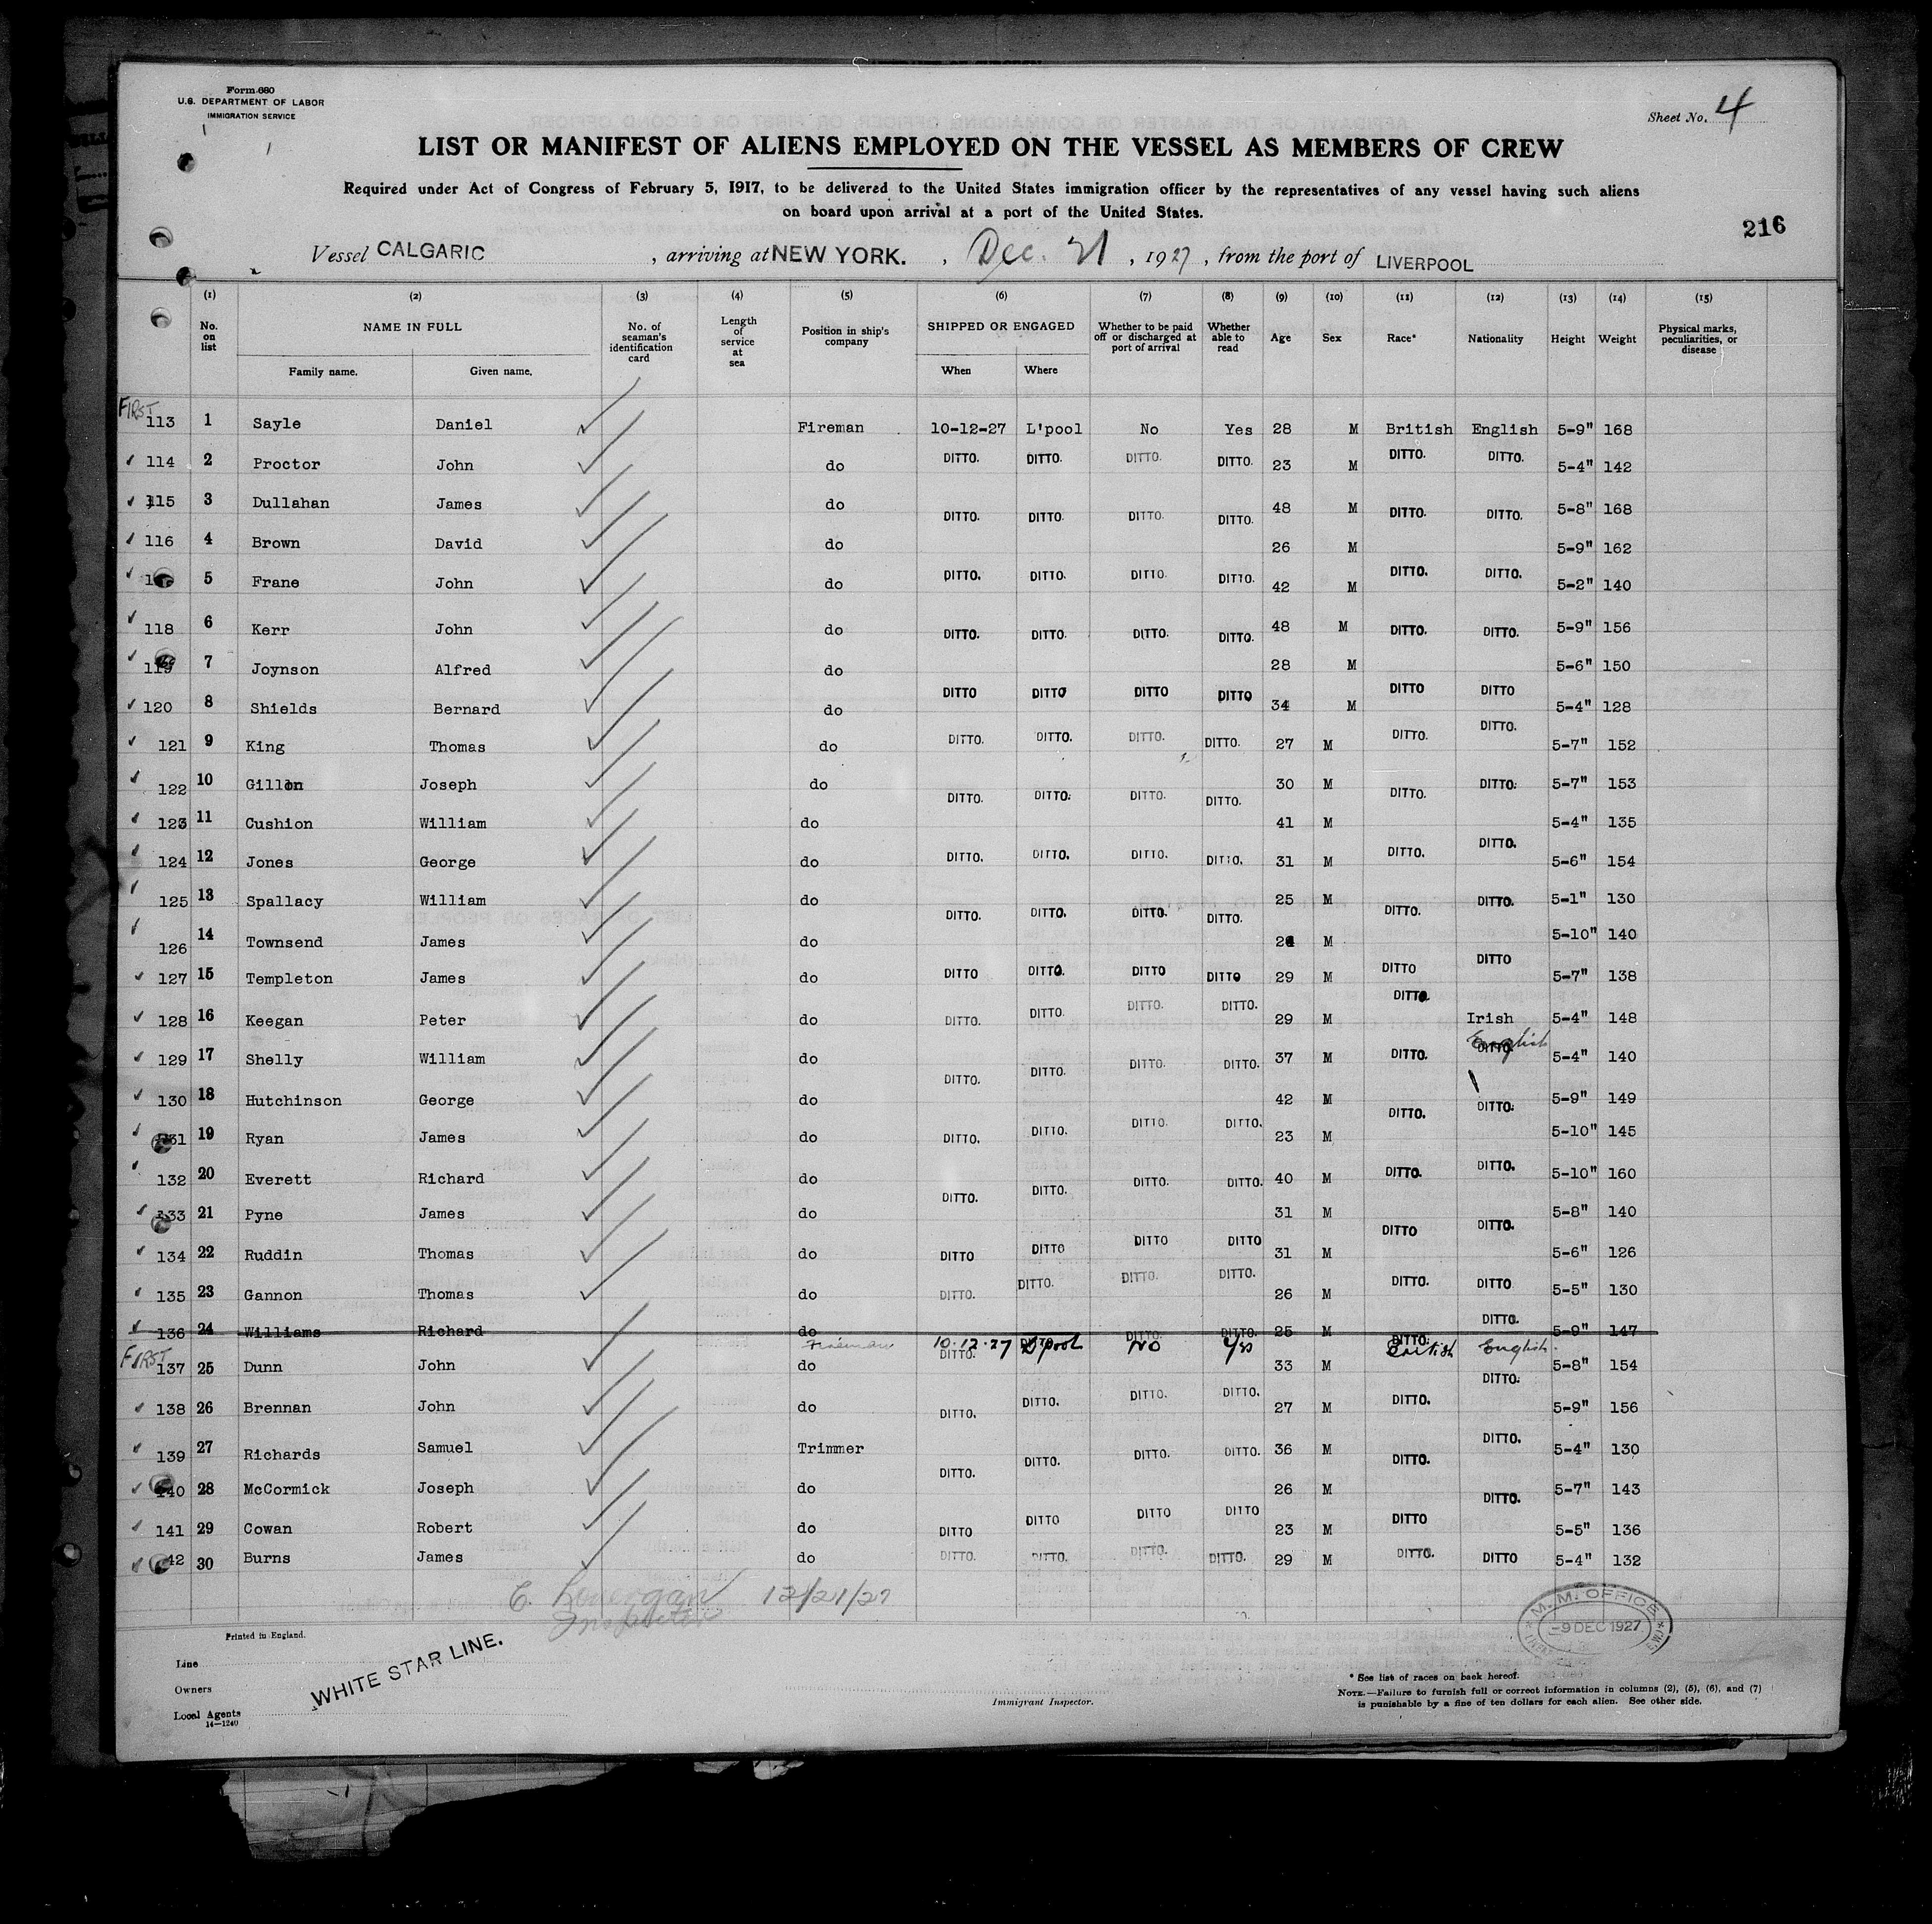 Form 680
U.S. DEPARTMENT OF LABOR
IMMIGRATION SERVICE
Sheet No. 4
LIST OR MANIFEST OF ALIENS EMPLOYED ON THE VESSEL AS MEMBERS OF CREW
Required under Act of Congress of February 5, 1917, to be delivered to the United States immigration officer by the representatives of any vessel having such aliens
on board upon arrival at a port of the United States.
216
Vessel CALGARIC, arriving at NEW YORK., Dec. 21, 1927, from the port of LIVERPOOL
(1) (2) (3) (4) (5) (6) (7) (8) (9) (10) (11) (12) (13) (14) (15)
No. on list NAME IN FULL No. of seaman's identification card Length of service at sea Position in ship's company SHIPPED OR ENGAGED Whether to be paid off or discharged at port of arrival Whether able to read Age Sex Race* Nationality Height Weight Physical marks, peculiarities, or disease
Family name. Given name. When Where
FIRST
113 1 Sayle Daniel Fireman 10-12-27 L'pool No Yes 28 M British English 5-9" 168
114 2 Proctor John do DITTO. DITTO. DITTO. DITTO. 23 M DITTO. DITTO. 5-4" 142
115 3 Dullahan James do DITTO. DITTO. DITTO. DITTO. 48 M DITTO. DITTO. 5-8" 168
116 4 Brown David do 26 M 5-9" 162
5 Frane John do DITTO. DITTO. DITTO. DITTO. 42 M DITTO. DITTO. 5-2" 140
118 6 Kerr John do DITTO. DITTO. DITTO. DITTO. 48 M DITTO. DITTO. 5-9" 156
119 7 Joynson Alfred do 28 M 5-6" 150
120 8 Shields Bernard do DITTO DITTO DITTO DITTO 34 M DITTO DITTO 5-4" 128
121 9 King Thomas do DITTO. DITTO. DITTO. DITTO. 27 M DITTO. DITTO. 5-7" 152
122 10 Gillon Joseph do DITTO. DITTO. DITTO. DITTO. 30 M DITTO. DITTO. 5-7" 153
123 11 Cushion William do 41 M 5-4" 135
124 12 Jones George do DITTO. DITTO. DITTO. DITTO. 31 M DITTO. DITTO. 5-6" 154
125 13 Spallacy William do DITTO. DITTO. DITTO. DITTO. 25 M DITTO. DITTO. 5-1" 130
126 14 Townsend James do 24 M 5-10" 140
127 15 Templeton James do DITTO DITTO. DITTO DITTO 29 M DITTO DITTO 5-7" 138
128 16 Keegan Peter do DITTO. DITTO. DITTO. DITTO. 29 M DITTO. Irish 5-4" 148
129 17 Shelly William do DITTO. DITTO. DITTO. DITTO. 37 M DITTO. DITTO. English 5-4" 140
130 18 Hutchinson George do 42 M DITTO. DITTO. 5-9" 149
131 19 Ryan James do DITTO. DITTO. DITTO. DITTO. 23 M 5-10" 145
132 20 Everett Richard do DITTO. DITTO. DITTO. DITTO. 40 M DITTO. DITTO. 5-10" 160
133 21 Pyne James do 31 M DITTO DITTO. 5-8" 140
134 22 Ruddin Thomas do DITTO DITTO DITTO DITTO 31 M 5-6" 126
135 23 Gannon Thomas do DITTO. DITTO. DITTO. DITTO. 26 M DITTO. DITTO 5-5" 130
136 24 Williams Richard do DITTO. DITTO. DITTO. DITTO. 25 M DITTO. DITTO. 5-9" 147
FIRST Fireman 10.12.27 L'pool No Yes British English
137 25 Dunn John do 33 M DITTO. 5-8" 154
138 26 Brennan John do DITTO. DITTO. DITTO. DITTO. 27 M DITTO. 5-9" 156
139 27 Richards Samuel Trimmer DITTO. DITTO. DITTO. DITTO. 36 M DITTO. DITTO. 5-4" 130
140 28 McCormick Joseph do 26 M DITTO. 5-7" 143
141 29 Cowan Robert do DITTO DITTO DITTO DITTO 23 M DITTO 5-5" 136
42 30 Burns James do DITTO. DITTO. DITTO. DITTO. 29 M DITTO. DITTO 5-4" 132
C. Lonergan 12/21/27
Inspector
M. M. OFFICE
-9 DEC 1927
Printed in England.
Line
Owners
Local Agents
14-1240
WHITE STAR LINE.
Immigrant Inspector.
* See list of races on back hereof.
NOTE.—Failure to furnish full or correct information in columns (2), (5), (6), and (7)
is punishable by a fine of ten dollars for each alien. See other side.